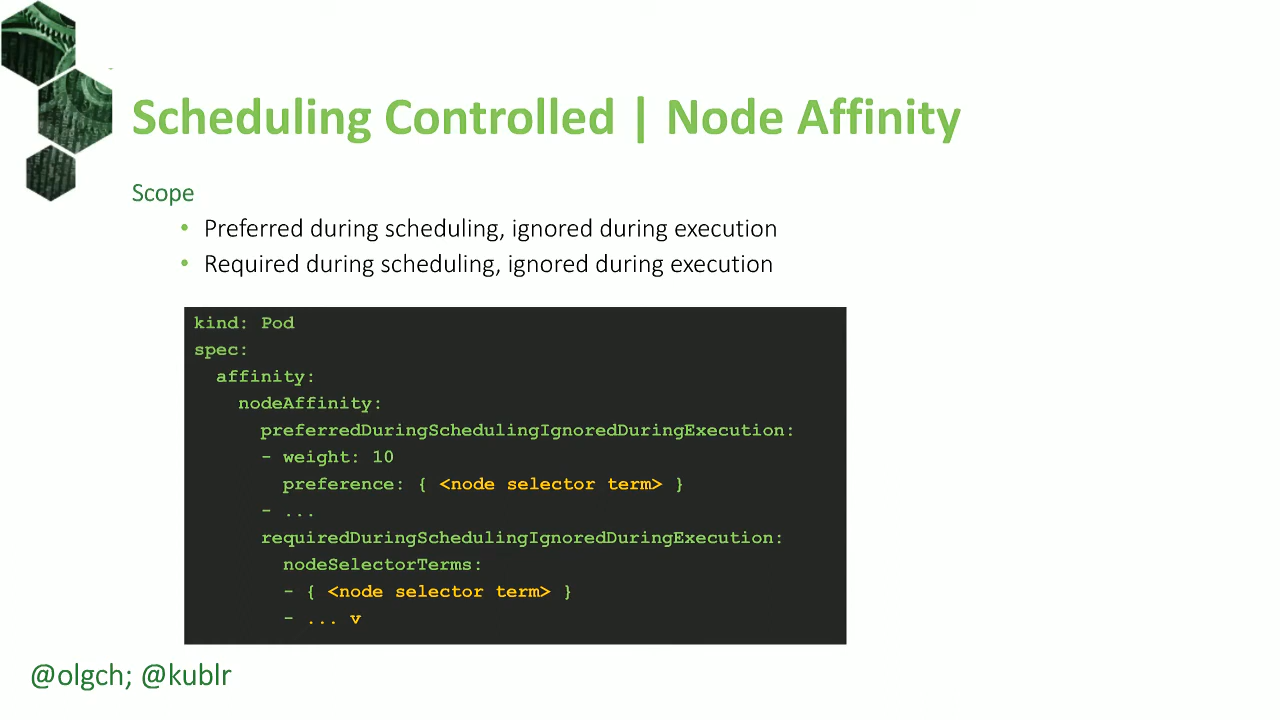 Scheduling Controlled | Node Affinity
Scope
• Preferred during scheduling, ignored during execution
• Required during scheduling, ignored during execution
kind: Pod
spec:
  affinity:
    nodeAffinity:
      preferredDuringSchedulingIgnoredDuringExecution:
      - weight: 10
        preference: { <node selector term> }
      - ...
      requiredDuringSchedulingIgnoredDuringExecution:
        nodeSelectorTerms:
        - { <node selector term> }
        - ... v
@olgch; @kublr